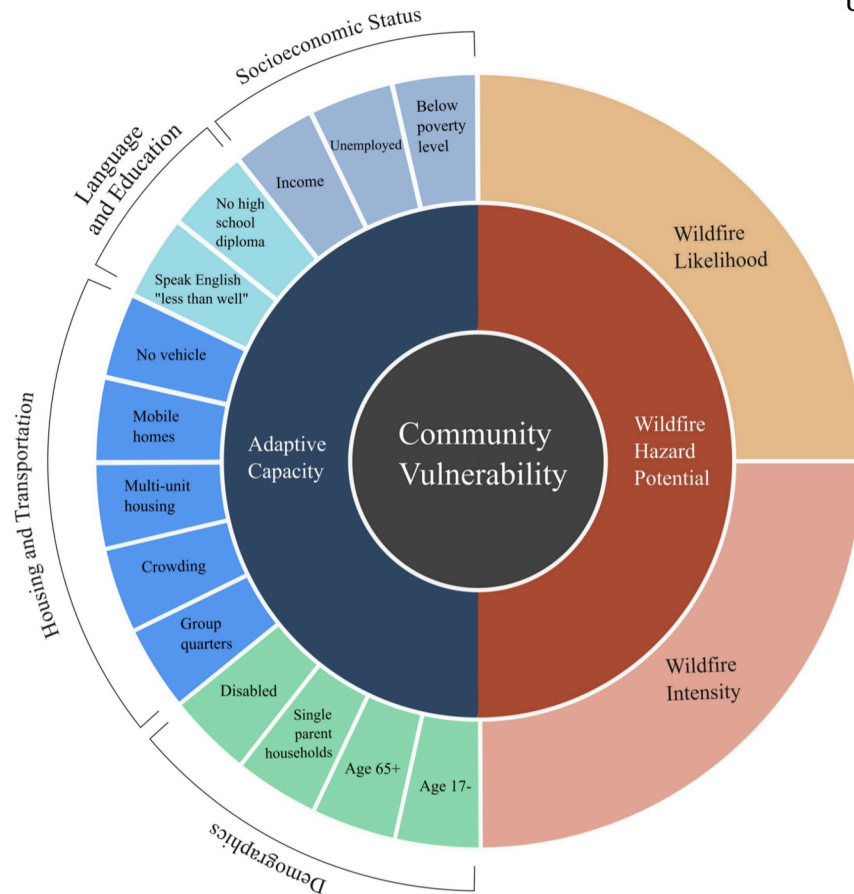 Socioeconomic Status
Language
and Education
Housing and Transportation
Demographics
Below
poverty
level
Unemployed
Income
No high
school
diploma
Speak English
"less than well"
No vehicle
Mobile
homes
Multi-unit
housing
Crowding
Group
quarters
Disabled
Single
parent
households
Age 65+
Age 17-
Adaptive
Capacity
Community
Vulnerability
Wildfire
Hazard
Potential
Wildfire
Likelihood
Wildfire
Intensity